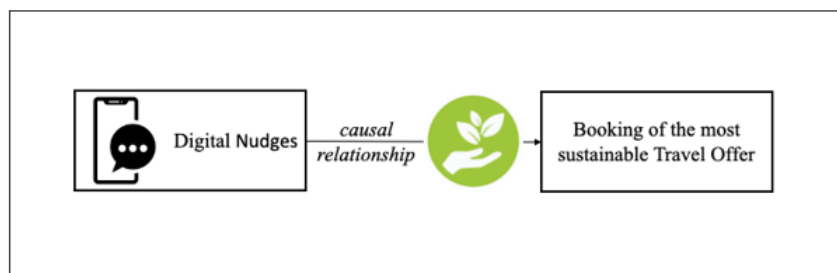 Digital Nudges
causal
relationship
Booking of the most
sustainable Travel Offer